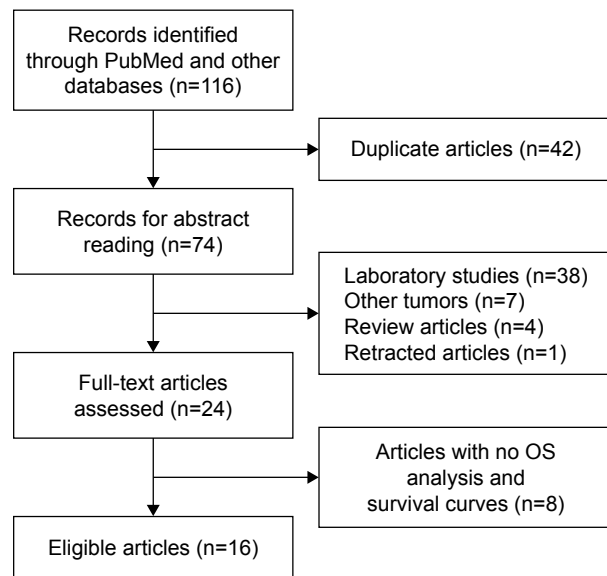 Records identified
through PubMed and other
databases (n=116)
Duplicate articles (n=42)
Records for abstract
reading (n=74)
Laboratory studies (n=38)
Other tumors (n=7)
Review articles (n=4)
Retracted articles (n=1)
Full-text articles
assessed (n=24)
Articles with no OS
analysis and
survival curves (n=8)
Eligible articles (n=16)